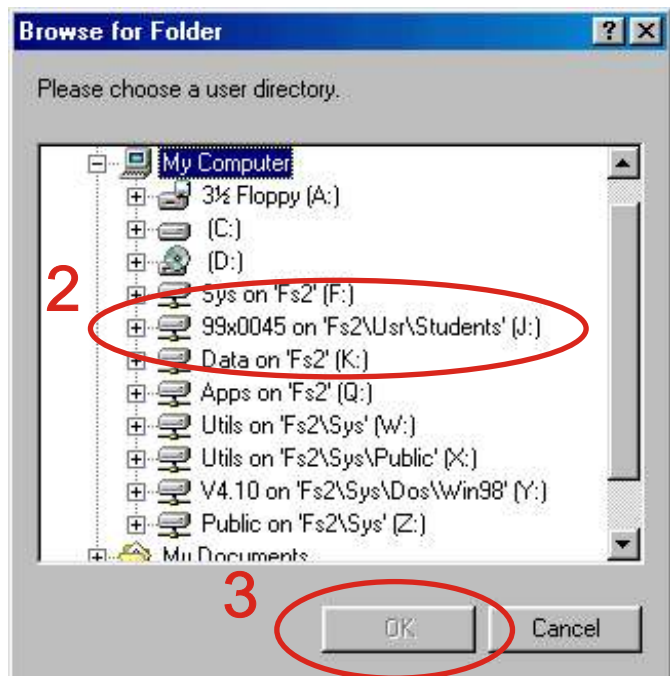 Browse for Folder
Please choose a user directory.
My Computer
3½ Floppy (A:)
(C:)
(D:)
2
Sys on 'Fs2' (F:)
99x0045 on 'Fs2\Usr\Students' (J:)
Data on 'Fs2' (K:)
Apps on 'Fs2' (Q:)
Utils on 'Fs2\Sys' (W:)
Utils on 'Fs2\Sys\Public' (X:)
V4.10 on 'Fs2\Sys\Dos\Win98' (Y:)
Public on 'Fs2\Sys' (Z:)
My Documents
3
OK Cancel